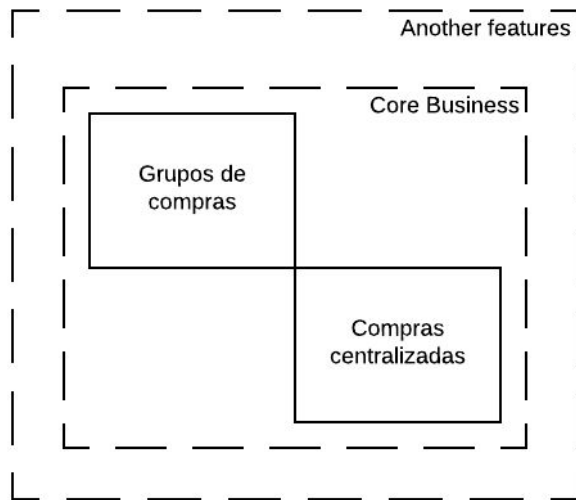 Another features
Core Business
Grupos de
compras
Compras
centralizadas